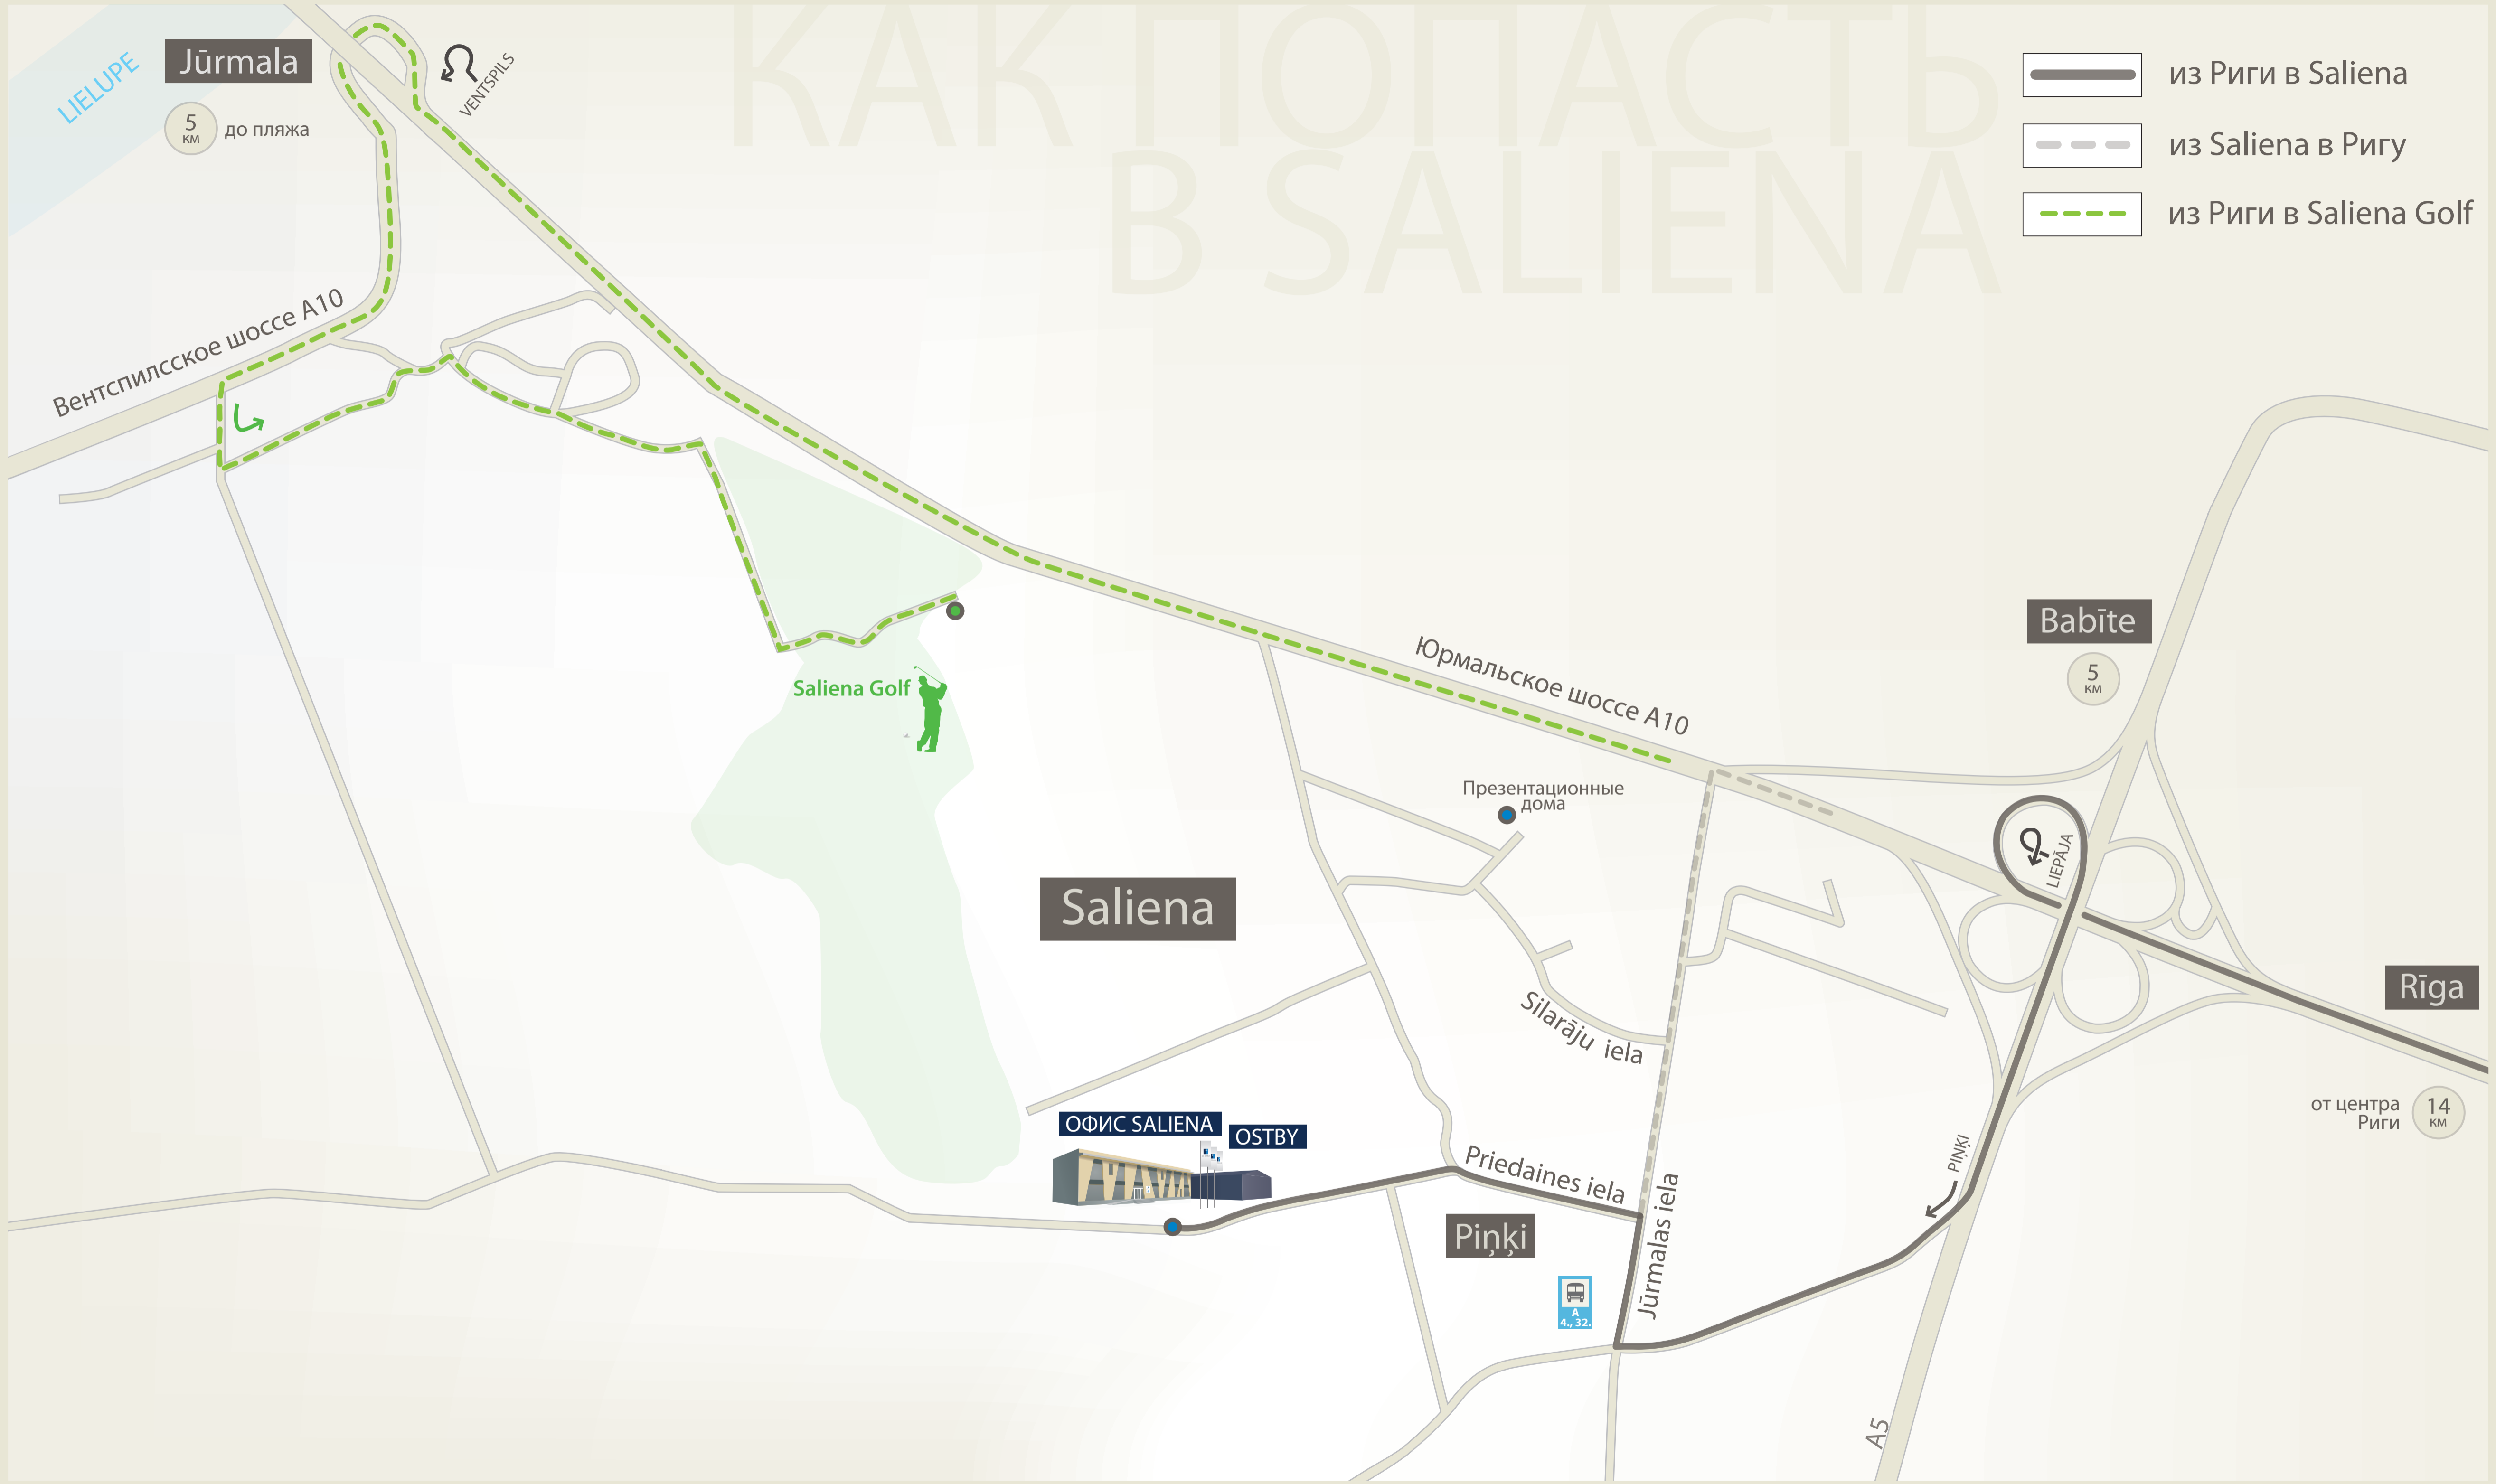 КАК ПОПАСТЬ
В SALIENA
LIELUPE
Jūrmala
5
км
до пляжа
VENTSPILS
из Риги в Saliena
из Saliena в Ригу
из Риги в Saliena Golf
Вентспилсское шоссе A10
Saliena Golf
Юрмальское шоссе A10
Babīte
5
км
Презентационные
дома
LIEPĀJA
Saliena
Rīga
Silarāju iela
от центра
Риги
14
км
ОФИС SALIENA
OSTBY
PIŅĶI
Priedaines iela
Jūrmalas iela
Piņķi
A
4., 32.
A5